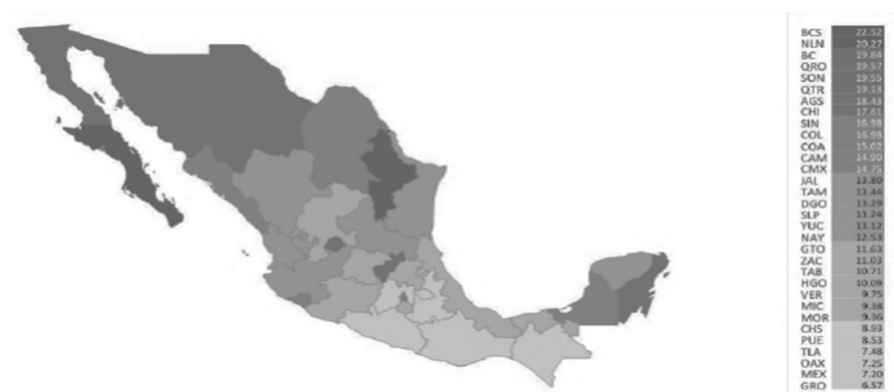 BCS 22.52
NLN 20.27
BC 19.84
QRO 19.57
SON 19.55
QTR 19.13
AGS 18.43
CHI 17.61
SIN 16.98
COL 16.98
COA 15.02
CAM 14.90
CMX 14.75
JAL 13.80
TAM 13.44
DGO 13.29
SLP 13.24
YUC 13.12
NAY 12.53
GTO 11.63
ZAC 11.03
TAB 10.71
HGO 10.09
VER 9.75
MIC 9.38
MOR 9.36
CHS 8.93
PUE 8.53
TLA 7.48
OAX 7.25
MEX 7.20
GRO 6.57